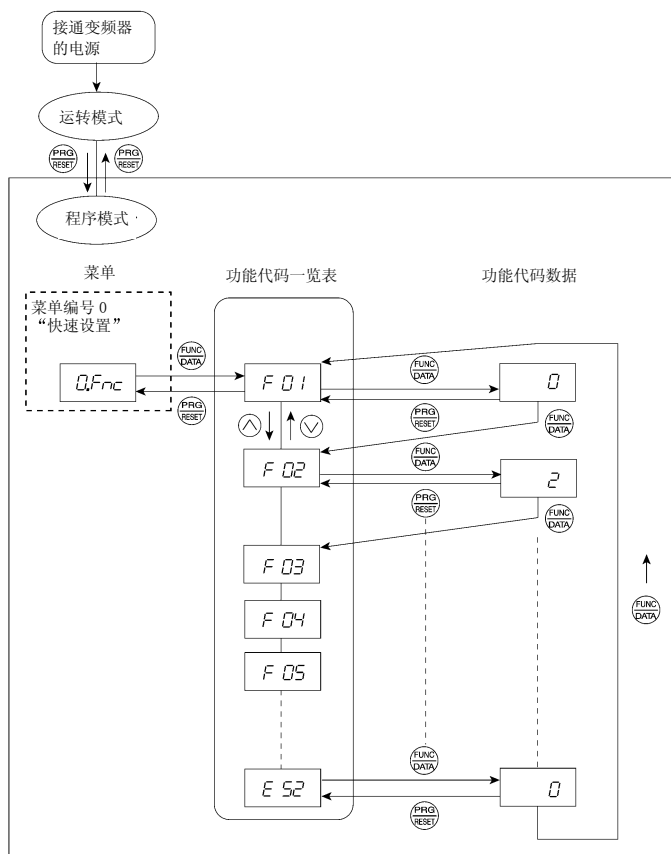 接通变频器
的电源
运转模式
PRG
RESET
PRG
RESET
程序模式
菜单
功能代码一览表
功能代码数据
菜单编号 0
“快速设置”
FUNC
DATA
0.Fnc
PRG
RESET
F 01
FUNC
DATA
0
PRG
RESET
FUNC
DATA
F 02
FUNC
DATA
2
PRG
RESET
FUNC
DATA
F 03
FUNC
DATA
F 04
F 05
FUNC
DATA
E 52
0
PRG
RESET